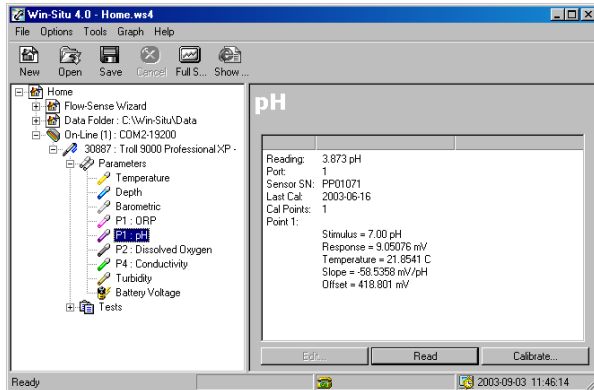 Win-Situ 4.0 - Home.ws4
File Options Tools Graph Help
New Open Save Cancel Full S... Show ...
Home
Flow-Sense Wizard
Data Folder : C:\Win-Situ\Data
On-Line (1) : COM2-19200
30887 : Troll 9000 Professional XP -
Parameters
Temperature
Depth
Barometric
P1 : ORP
P1 : pH
P2 : Dissolved Oxygen
P4 : Conductivity
Turbidity
Battery Voltage
Tests
pH
Reading: 3.873 pH
Port: 1
Sensor SN: PP01071
Last Cal: 2003-06-16
Cal Points: 1
Point 1:
Stimulus = 7.00 pH
Response = 9.05076 mV
Temperature = 21.8541 C
Slope = -58.5358 mV/pH
Offset = 418.801 mV
Edit... Read Calibrate...
Ready 2003-09-03 11:46:14